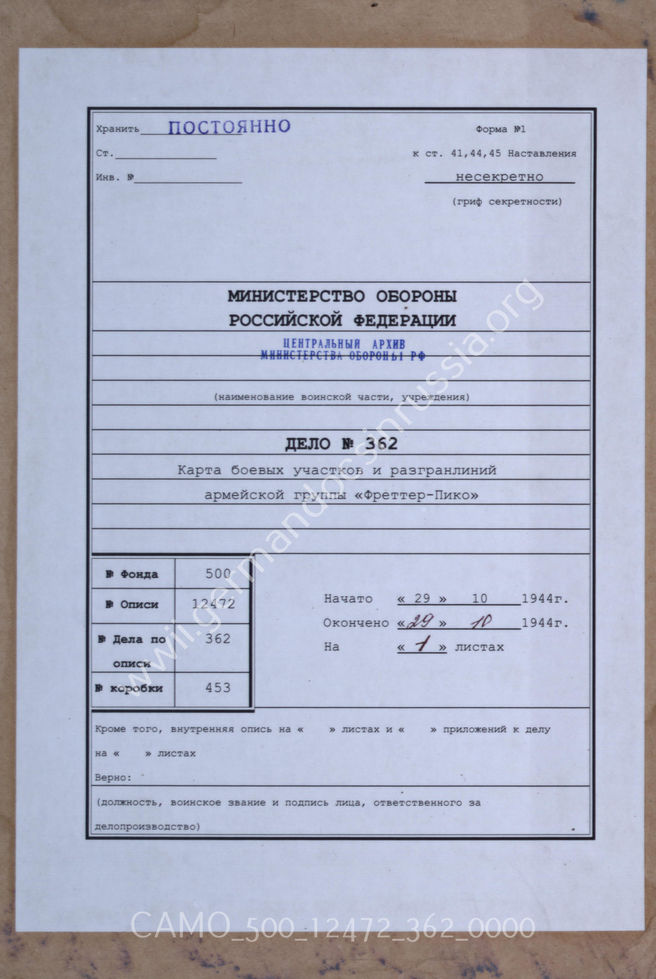 Хранить ПОСТОЯННО
Форма №1
Ст.
к ст. 41,44,45 Наставления
Инв. №
несекретно
(гриф секретности)
МИНИСТЕРСТВО ОБОРОНЫ
РОССИЙСКОЙ ФЕДЕРАЦИИ
ЦЕНТРАЛЬНЫЙ АРХИВ
МИНИСТЕРСТВА ОБОРОНЫ РФ
(наименование воинской части, учреждения)
ДЕЛО № 362
Карта боевых участков и разгранлиний
армейской группы «Фреттер-Пико»
№ Фонда 500
№ Описи 12472
№ Дела по описи 362
№ коробки 453
Начато « 29 » 10 1944г.
Окончено «29 » 10 1944г.
На « 1 » листах
Кроме того, внутренняя опись на « » листах и « » приложений к делу
на « » листах
Верно:
(должность, воинское звание и подпись лица, ответственного за
делопроизводство)
www.germandocsinrussia.org
CAMO_500_12472_362_0000